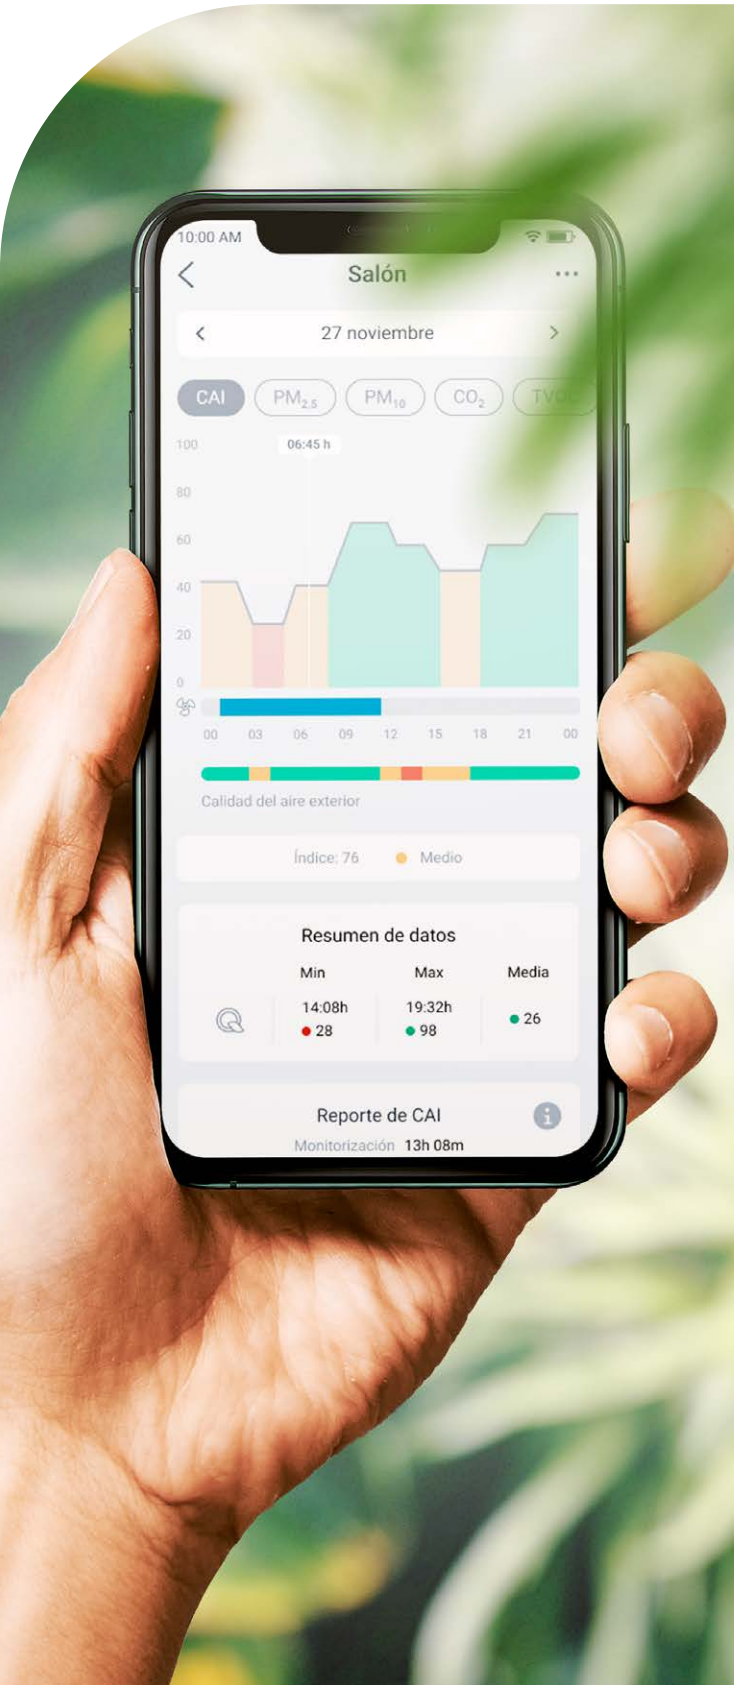 10:00 AM
Salón
27 noviembre
CAI PM2.5 PM10 CO2
100 06:45 h
80
60
40
20
0
00 03 06 09 12 15 18 21 00
Calidad del aire exterior
Índice: 76 Medio
Resumen de datos
Min Max Media
14:08h 19:32h
28 98 26
Reporte de CAI
Monitorización 13h 08m